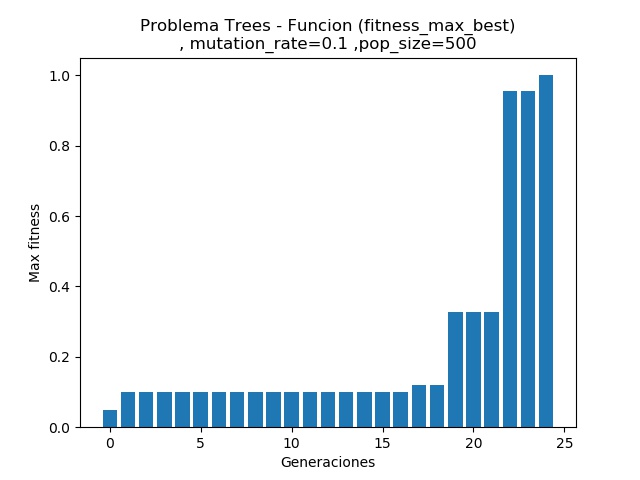 Problema Trees - Funcion (fitness_max_best)
, mutation_rate=0.1 ,pop_size=500
1.0
0.8
0.6
0.4
0.2
0.0
Max fitness
0 5 10 15 20 25
Generaciones